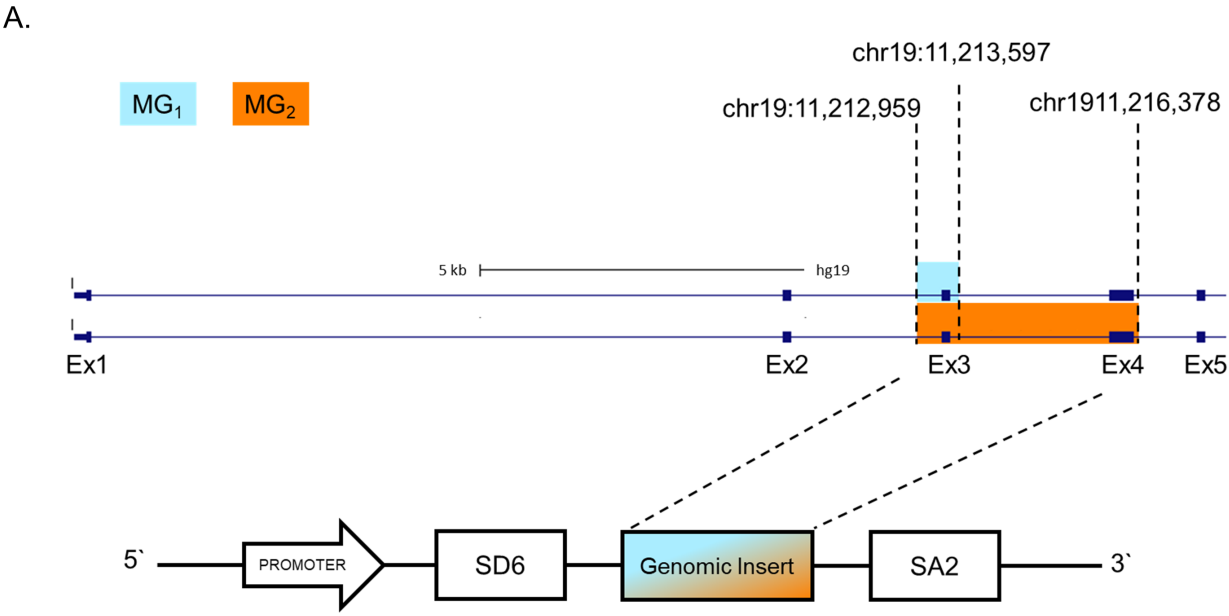 A.
chr19:11,213,597
MG1 MG2
chr19:11,212,959
chr1911,216,378
5 kb hg19
Ex1 Ex2 Ex3 Ex4 Ex5
5` PROMOTER SD6 Genomic Insert SA2 3`